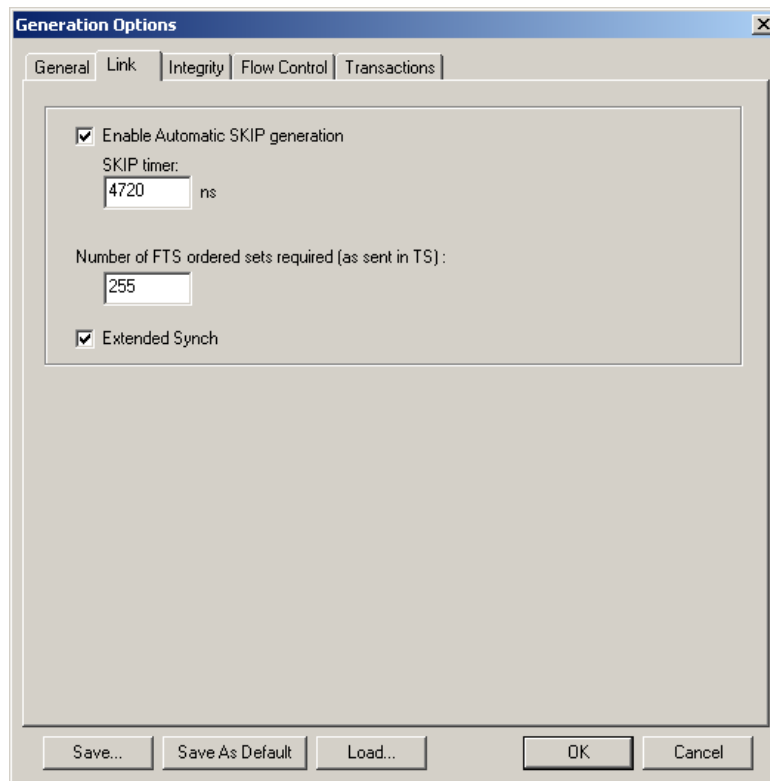 Generation Options
General Link Integrity Flow Control Transactions
Enable Automatic SKIP generation
SKIP timer:
4720 ns
Number of FTS ordered sets required (as sent in TS) :
255
Extended Synch
Save... Save As Default Load... OK Cancel